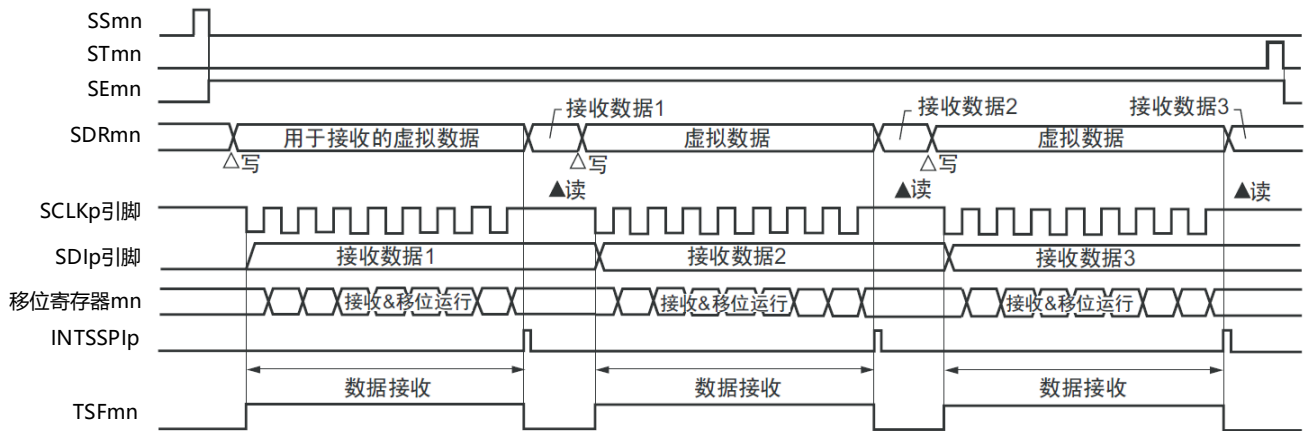 SSmn
STmn
SEmn
接收数据1 接收数据2 接收数据3
SDRmn 用于接收的虚拟数据 虚拟数据 虚拟数据
△写 △写 △写
▲读 ▲读 ▲读
SCLKp引脚
SDIp引脚 接收数据1 接收数据2 接收数据3
移位寄存器mn 接收&移位运行 接收&移位运行 接收&移位运行
INTSSPIp
数据接收 数据接收 数据接收
TSFmn